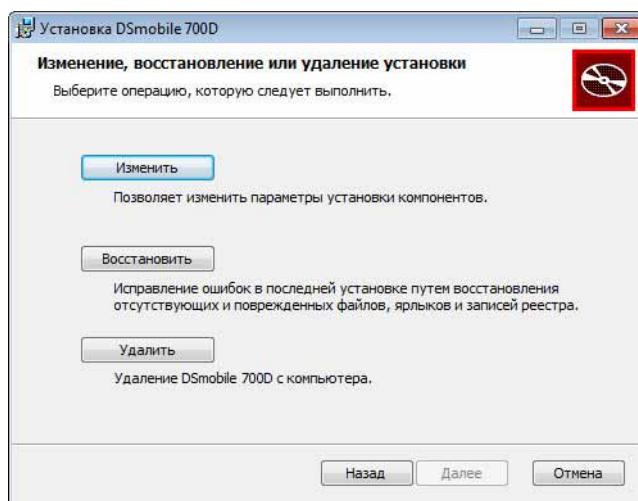 Установка DSmobile 700D
Изменение, восстановление или удаление установки
Выберите операцию, которую следует выполнить.
Изменить
Позволяет изменить параметры установки компонентов.
Восстановить
Исправление ошибок в последней установке путем восстановления
отсутствующих и поврежденных файлов, ярлыков и записей реестра.
Удалить
Удаление DSmobile 700D с компьютера.
Назад Далее Отмена